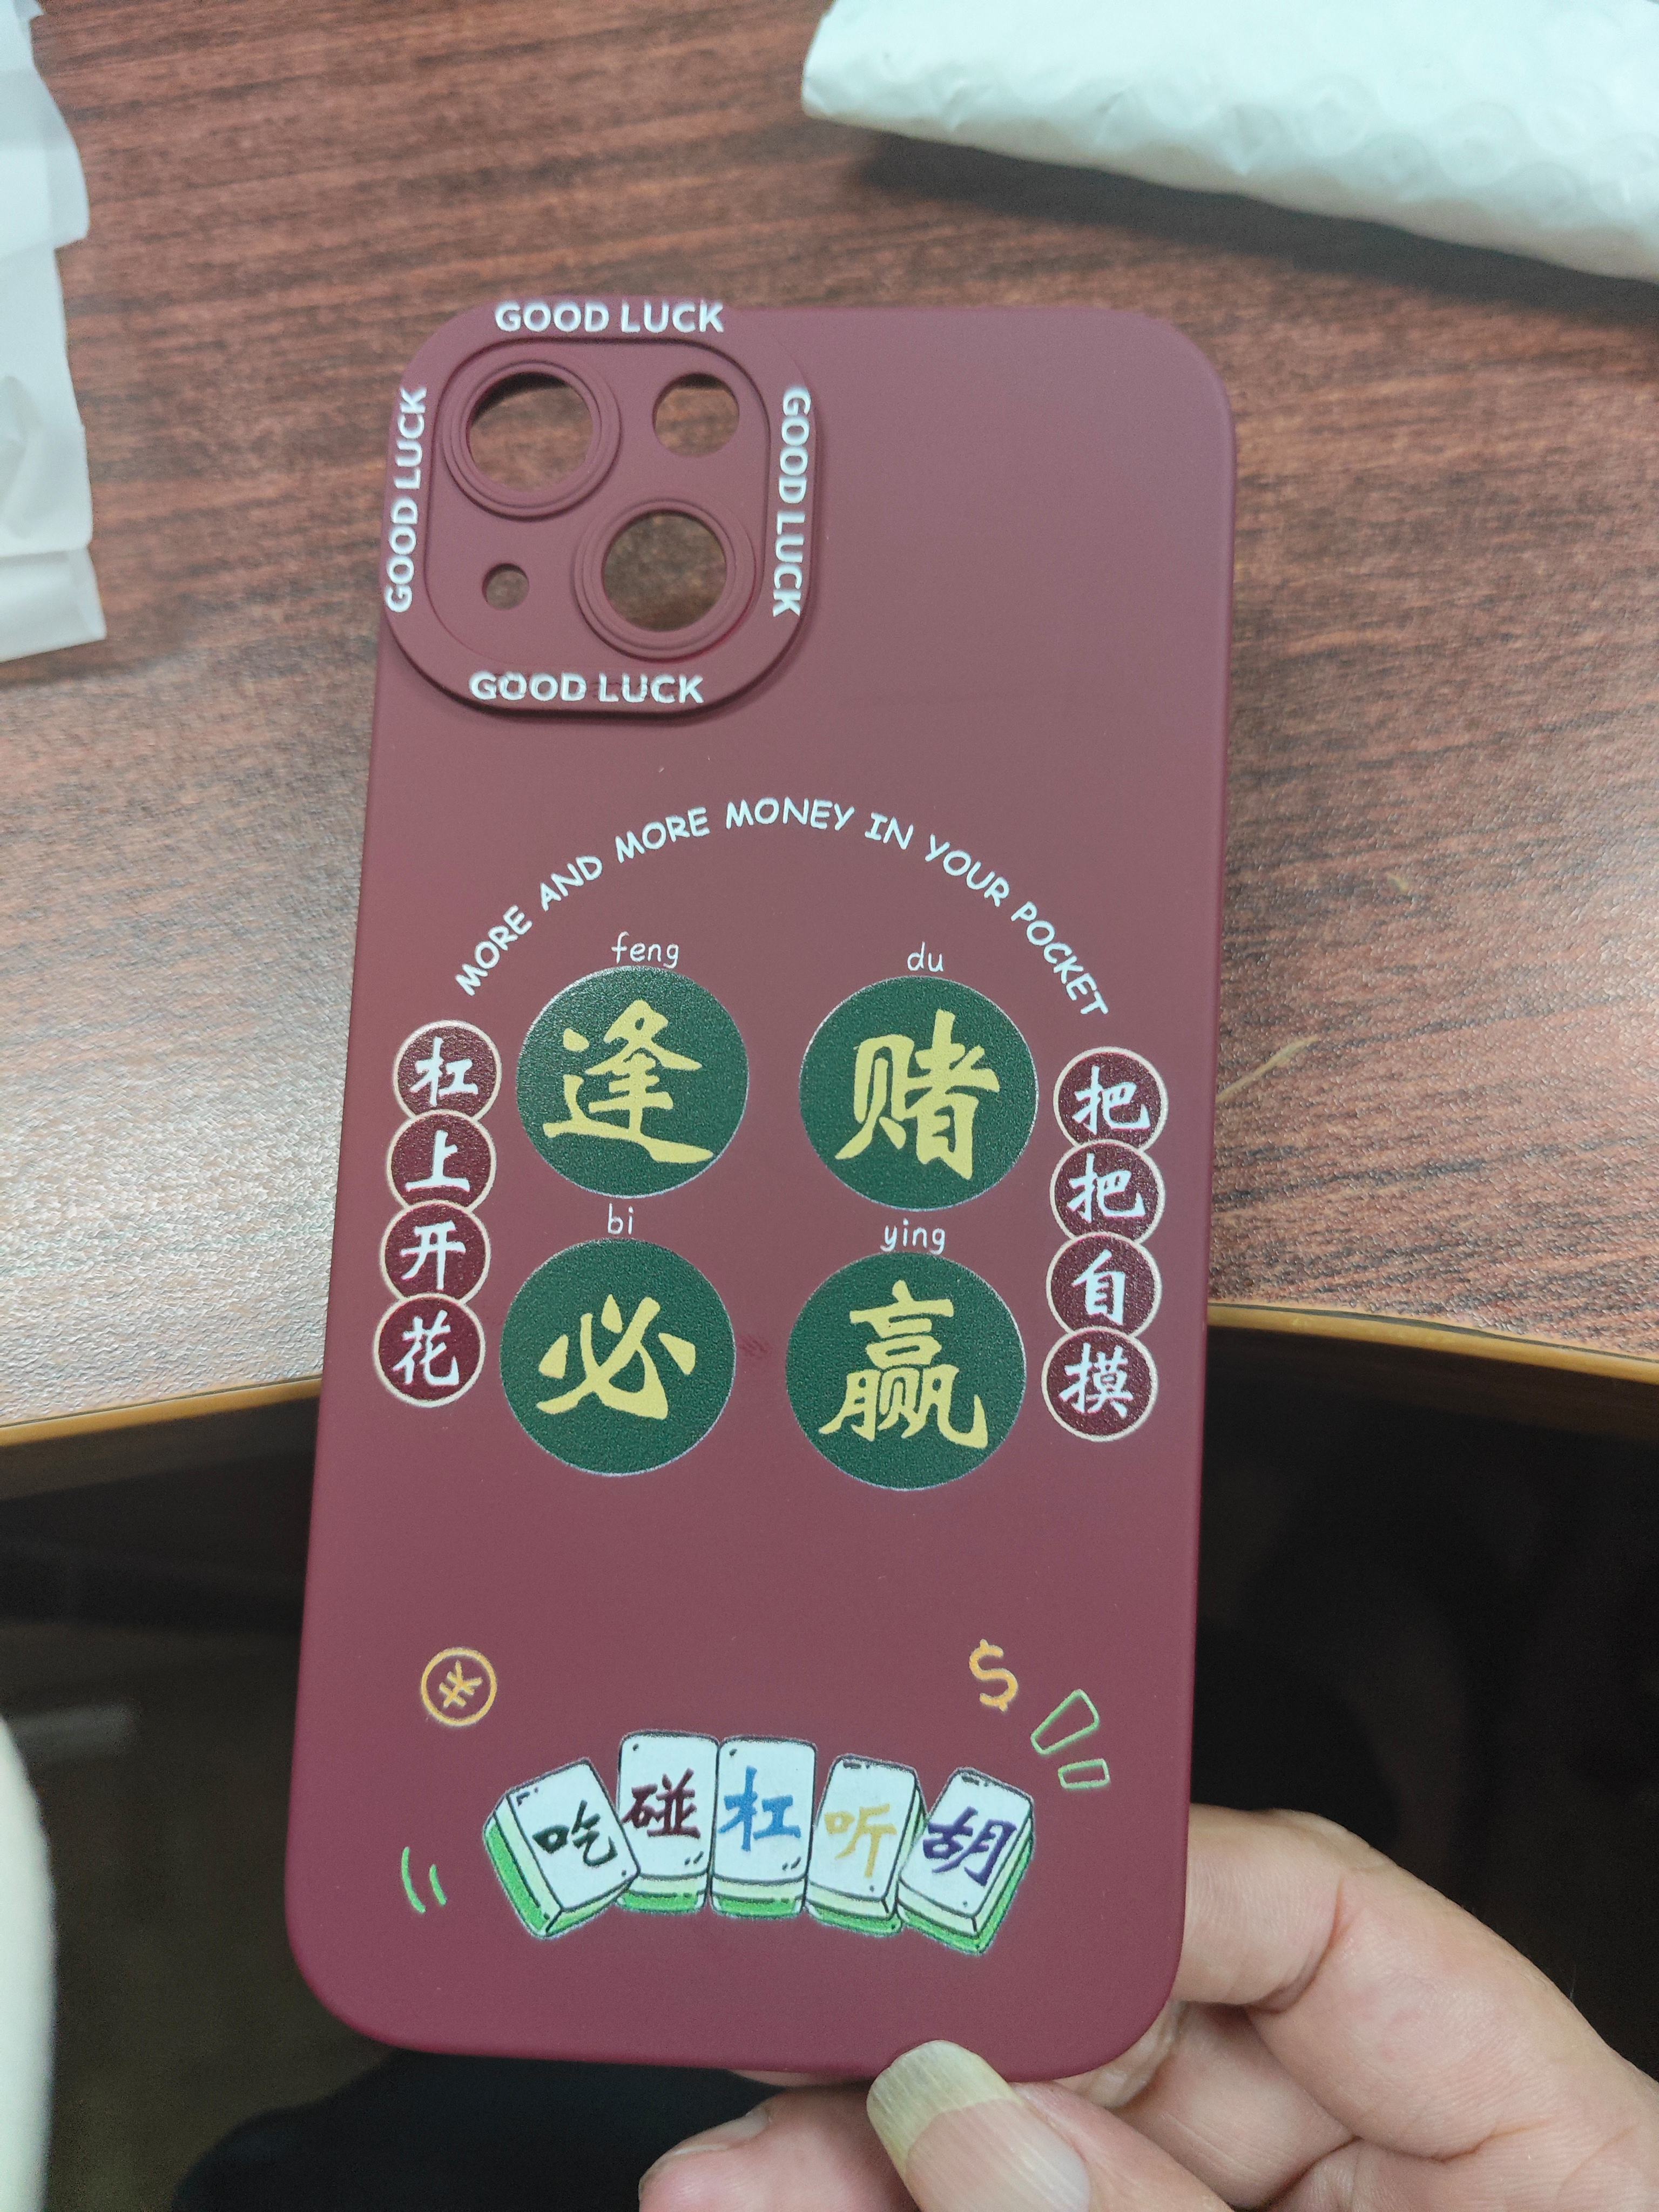 GOOD LUCK
GOOD LUCK
GOOD LUCK
GOOD LUCK
MORE AND MORE MONEY IN YOUR POCKET
feng du
逢赌
bi ying
必赢
杠上开花
把把自摸
$
吃碰杠听胡